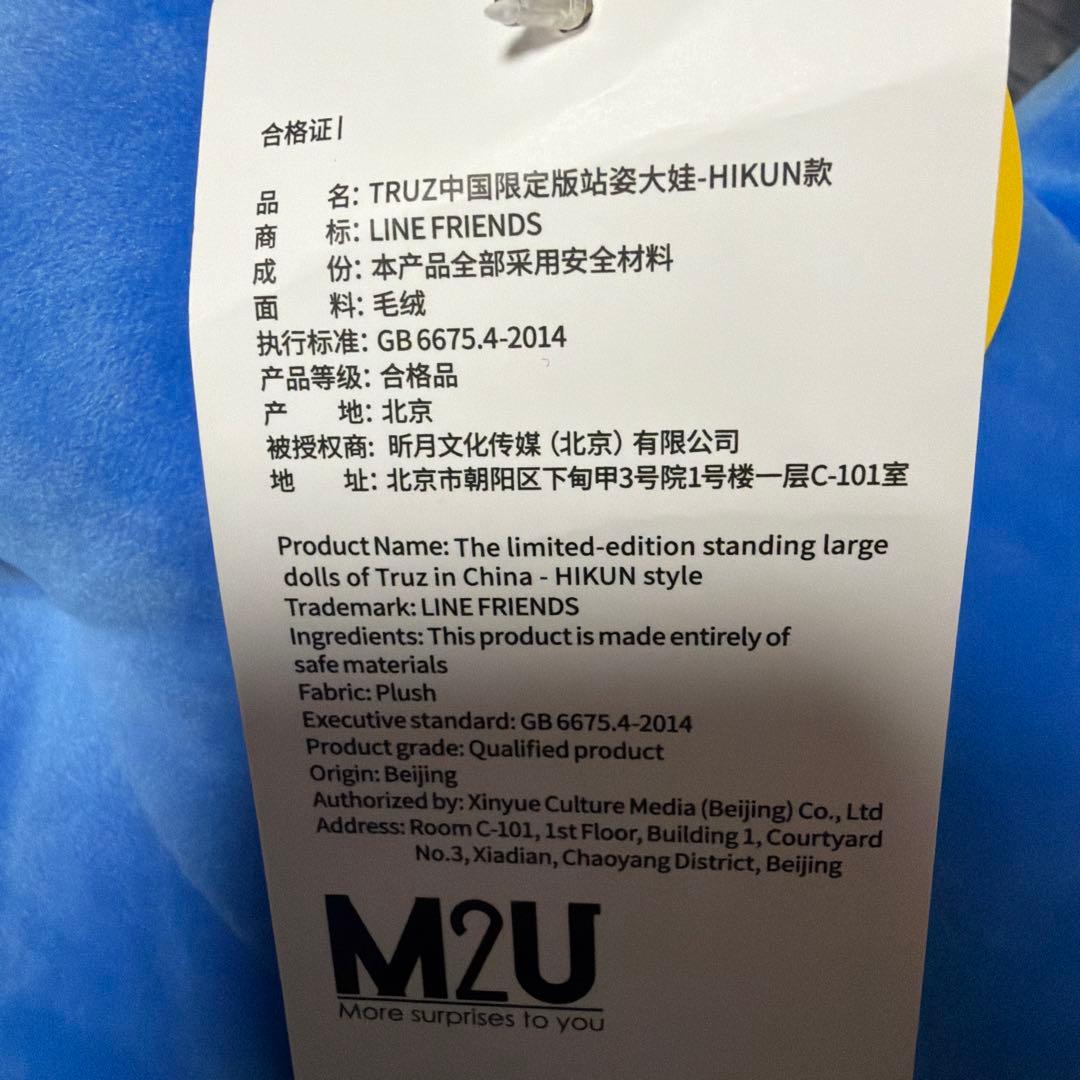 合格证|
品 名: TRUZ中国限定版站姿大娃-HIKUN款
商 标: LINE FRIENDS
成 份: 本产品全部采用安全材料
面 料: 毛绒
执行标准: GB 6675.4-2014
产品等级: 合格品
产 地: 北京
被授权商: 昕月文化传媒（北京）有限公司
地 址: 北京市朝阳区下甸甲3号院1号楼一层C-101室
Product Name: The limited-edition standing large
dolls of Truz in China - HIKUN style
Trademark: LINE FRIENDS
Ingredients: This product is made entirely of
safe materials
Fabric: Plush
Executive standard: GB 6675.4-2014
Product grade: Qualified product
Origin: Beijing
Authorized by: Xinyue Culture Media (Beijing) Co., Ltd
Address: Room C-101, 1st Floor, Building 1, Courtyard
No.3, Xiadian, Chaoyang District, Beijing
M2U
More surprises to you